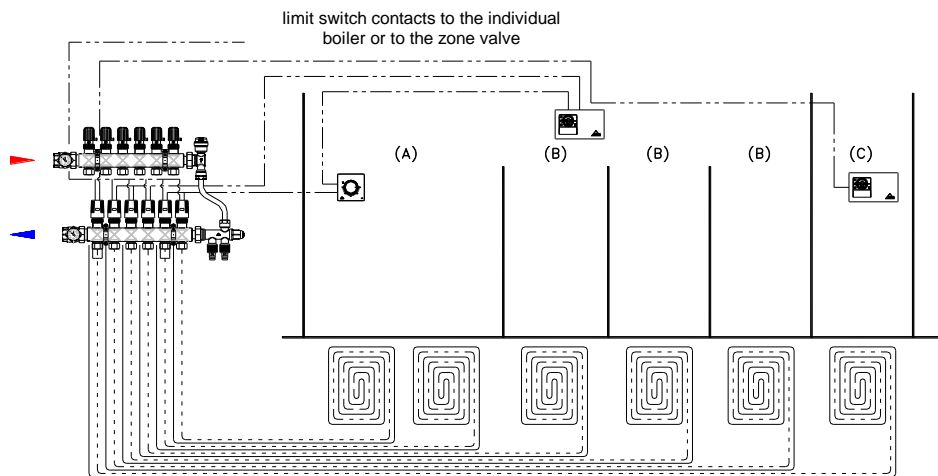 limit switch contacts to the individual
boiler or to the zone valve
(A)
(B)
(B)
(B)
(C)